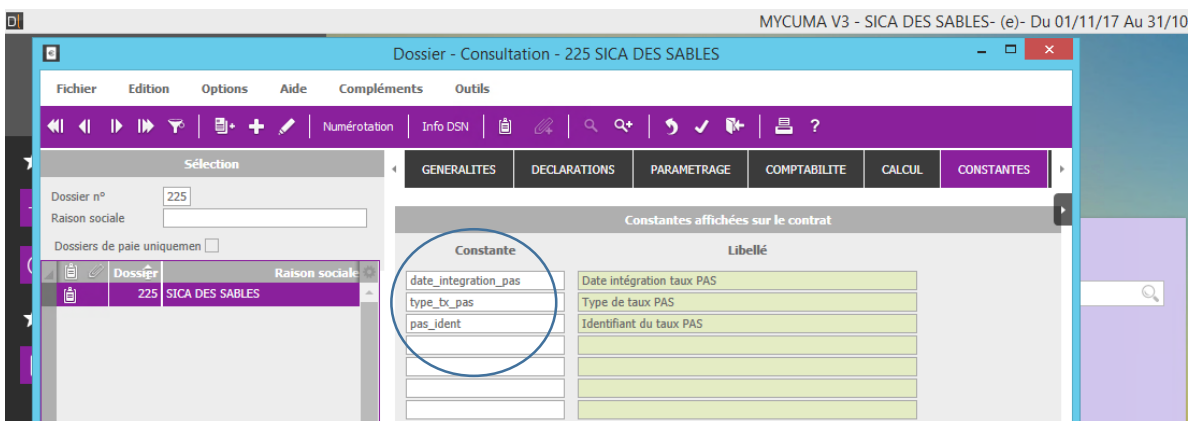 MYCUMA V3 - SICA DES SABLES- (e)- Du 01/11/17 Au 31/10
Dossier - Consultation - 225 SICA DES SABLES
Fichier Edition Options Aide Compléments Outils
Numérotation Info DSN ?
Sélection
GENERALITES DECLARATIONS PARAMETRAGE COMPTABILITE CALCUL CONSTANTES
Dossier n° 225
Raison sociale
Dossiers de paie uniquemen
Dossier Raison sociale
225 SICA DES SABLES
Constantes affichées sur le contrat
Constante Libellé
date_integration_pas Date intégration taux PAS
type_tx_pas Type de taux PAS
pas_ident Identifiant du taux PAS